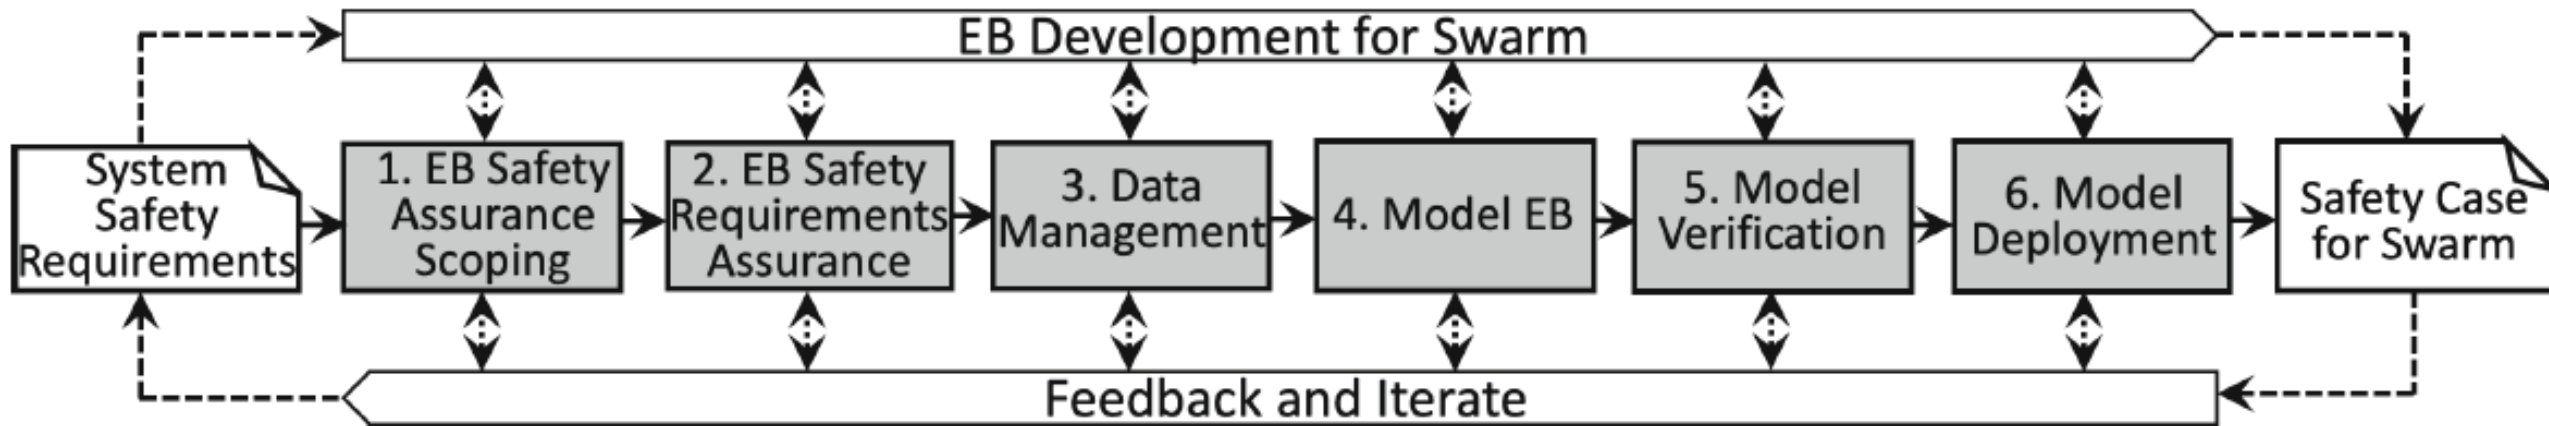 EB Development for Swarm
System
Safety
Requirements
1. EB Safety
Assurance
Scoping
2. EB Safety
Requirements
Assurance
3. Data
Management
4. Model EB
5. Model
Verification
6. Model
Deployment
Safety Case
for Swarm
Feedback and Iterate